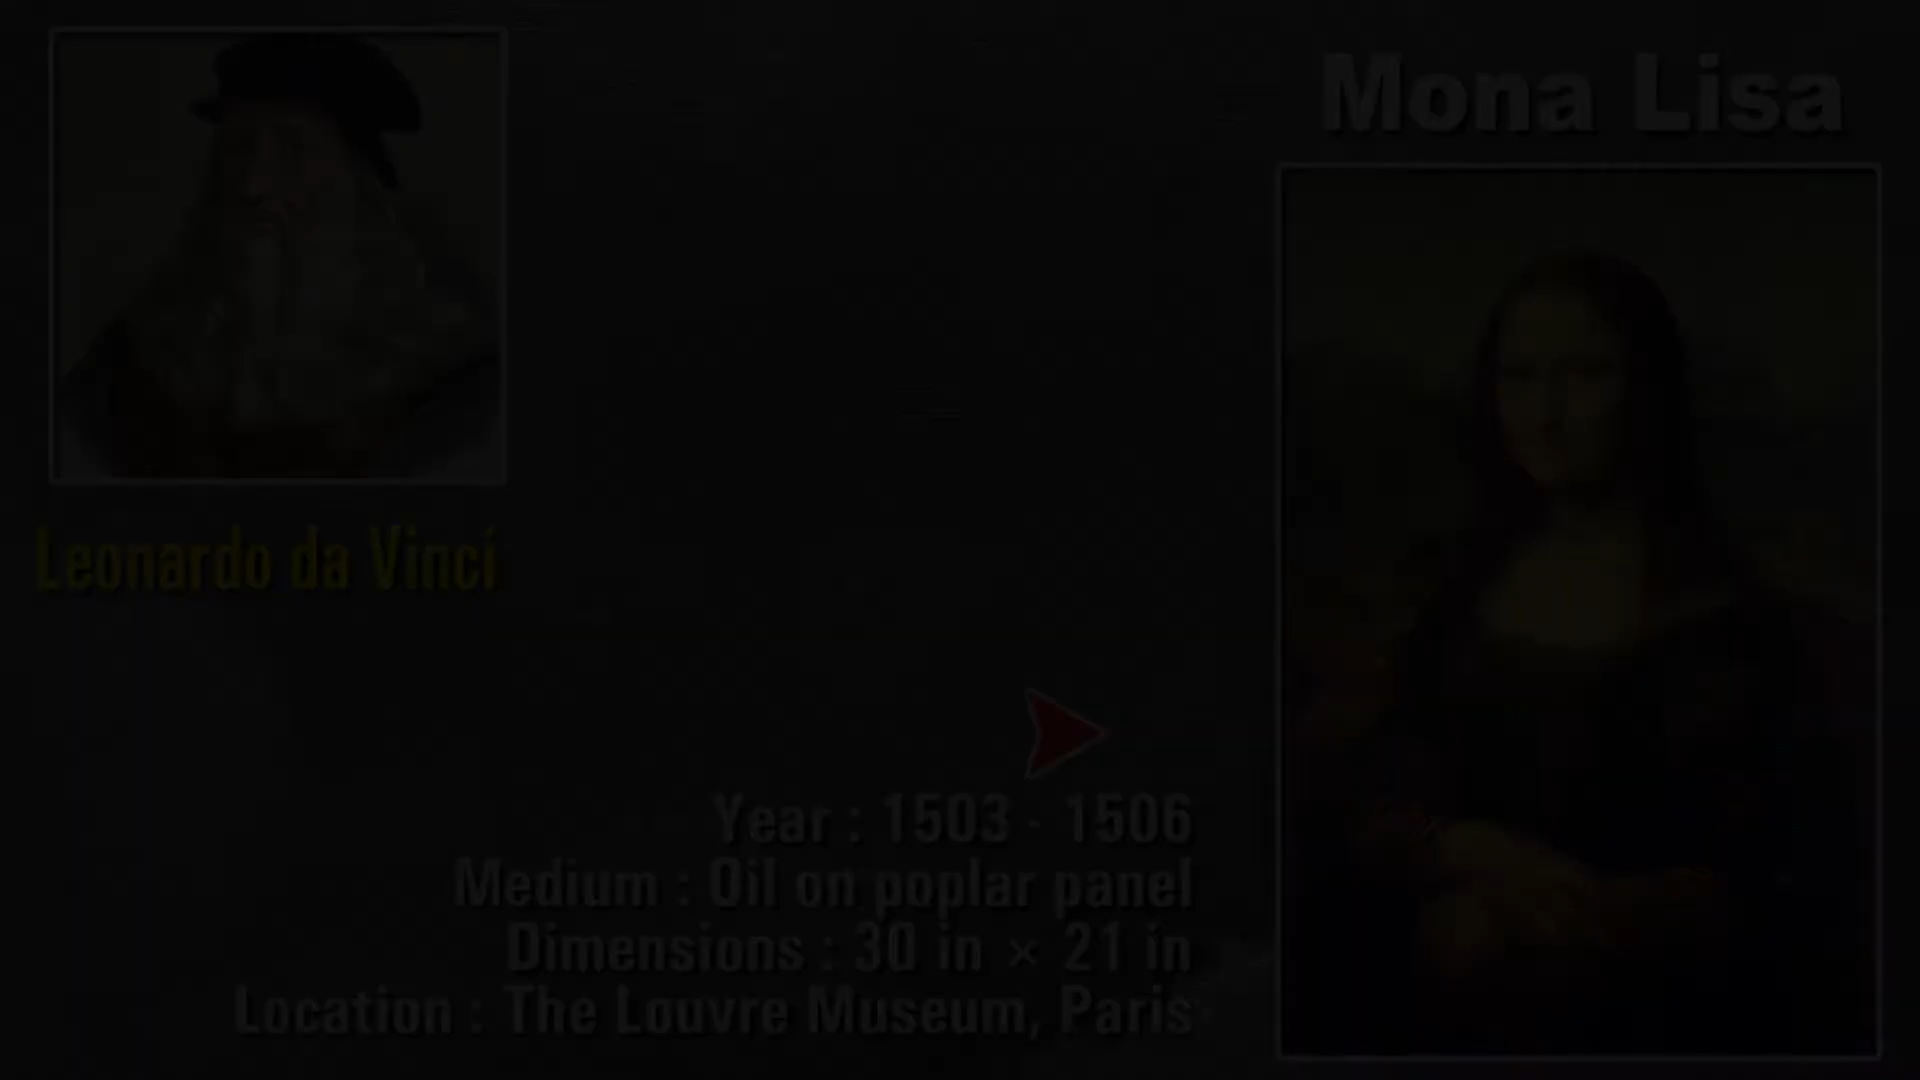 Mona Lisa
Leonardo da Vinci
Year : 1503 - 1506
Medium : Oil on poplar panel
Dimensions : 30 in × 21 in
Location : The Louvre Museum, Paris